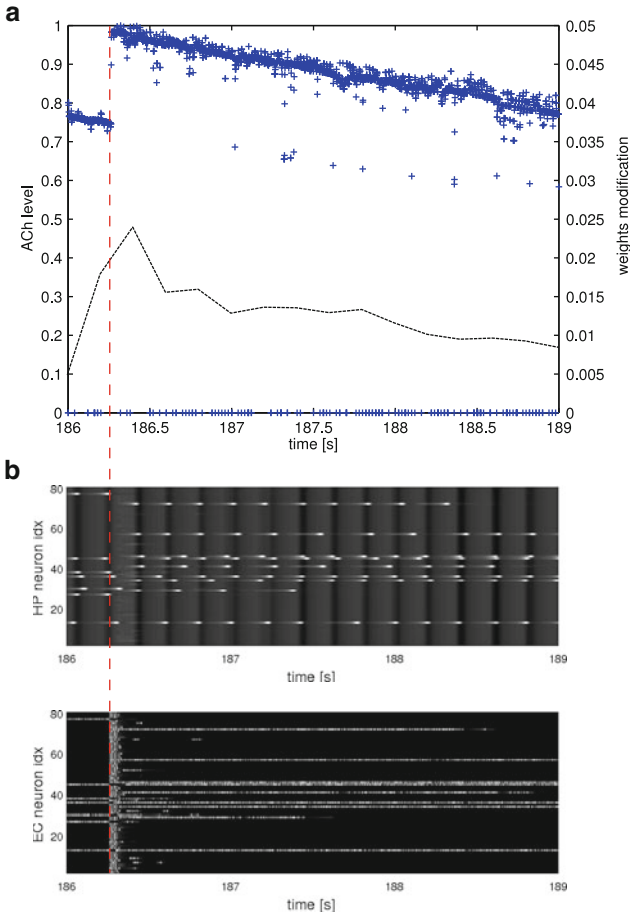 a
1
0.9
0.8
0.7
0.6
0.5
0.4
0.3
0.2
0.1
0
ACh level
0.05
0.045
0.04
0.035
0.03
0.025
0.02
0.015
0.01
0.005
0
weights modification
186 186.5 187 187.5 188 188.5 189
time [s]
b
80
60
40
20
HP neuron idx
186 187 188 189
time [s]
80
60
40
20
EC neuron idx
186 187 188 189
time [s]